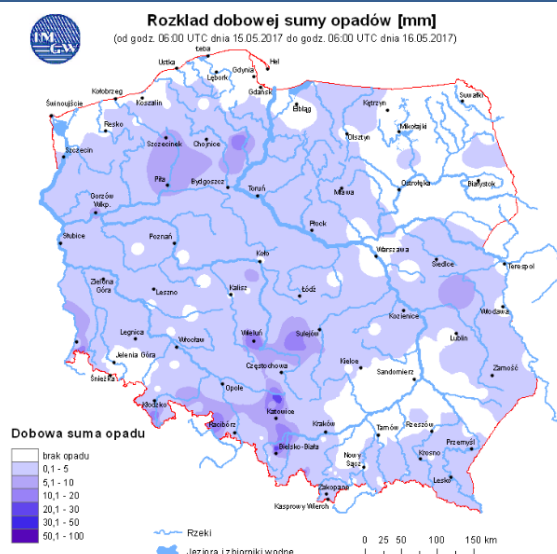 IM
GW
Rozkład dobowej sumy opadów [mm]
(od godz. 06:00 UTC dnia 15.05.2017 do godz. 06:00 UTC dnia 16.05.2017)
Łeba
Ustka
Hel
Lębork
Gdynia
Gdańsk
Kołobrzeg
Koszalin
Świnoujście
Elbląg
Kętrzyn
Suwałki
Resko
Szczecinek
Chojnice
Olsztyn
Mikołajki
Szczecin
Piła
Bydgoszcz
Toruń
Mława
Ostrołęka
Białystok
Gorzów
Wlkp.
Płock
Słubice
Poznań
Koło
Warszawa
Siedlce
Terespol
Zielona
Góra
Leszno
Kalisz
Łódź
Kozienice
Włodawa
Legnica
Wrocław
Wieluń
Sulejów
Lublin
Jelenia Góra
Częstochowa
Kielce
Sandomierz
Zamość
Śnieżka
Opole
Kłodzko
Katowice
Racibórz
Kraków
Tarnów
Rzeszów
Przemyśl
Bielsko-Biała
Nowy
Sącz
Krosno
Lesko
Zakopane
Kasprowy Wierch
Dobowa suma opadu
brak opadu
0,1 - 5
5,1 - 10
10,1 - 20
20,1 - 30
30,1 - 50
50,1 - 100
Rzeki
Jeziora i zbiorniki wodne
0 25 50 100 150 km